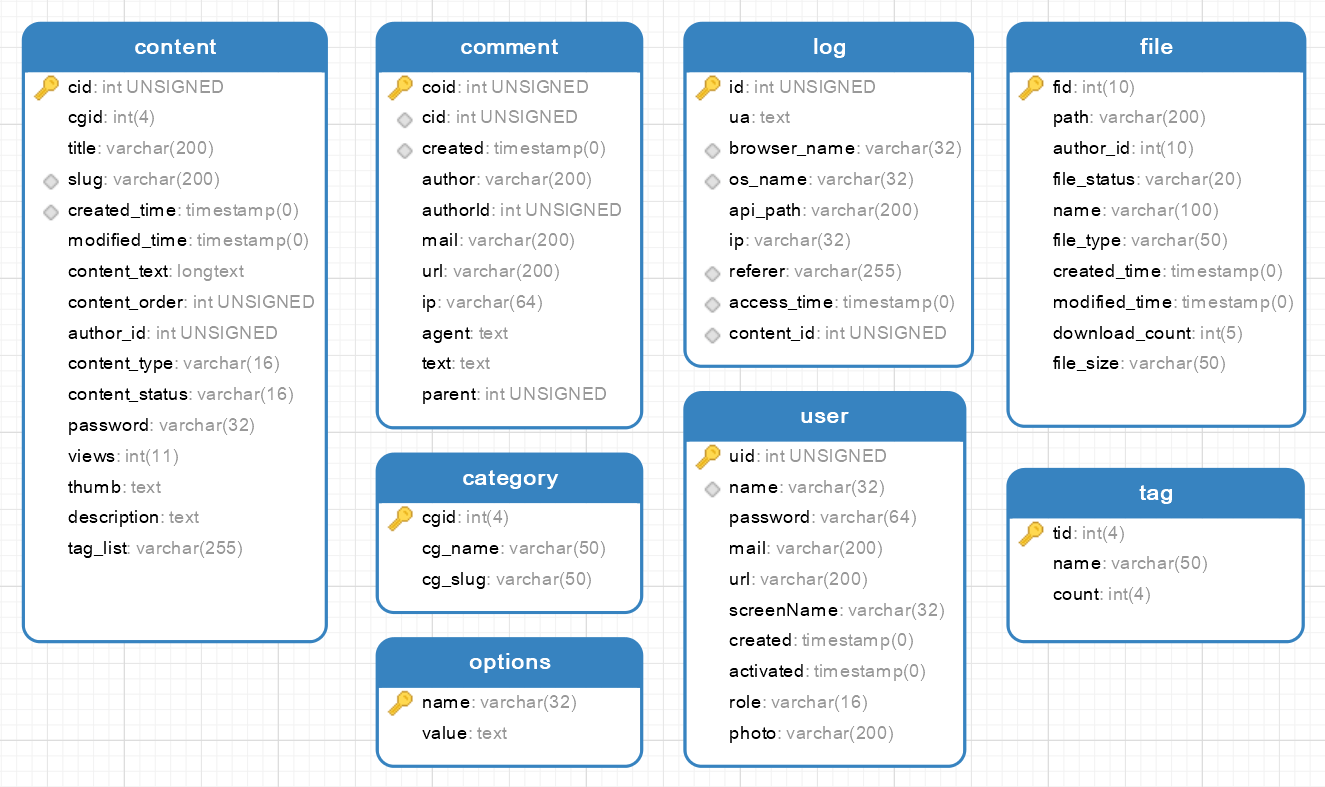 content
cid: int UNSIGNED
cgid: int(4)
title: varchar(200)
slug: varchar(200)
created_time: timestamp(0)
modified_time: timestamp(0)
content_text: longtext
content_order: int UNSIGNED
author_id: int UNSIGNED
content_type: varchar(16)
content_status: varchar(16)
password: varchar(32)
views: int(11)
thumb: text
description: text
tag_list: varchar(255)
comment
coid: int UNSIGNED
cid: int UNSIGNED
created: timestamp(0)
author: varchar(200)
authorId: int UNSIGNED
mail: varchar(200)
url: varchar(200)
ip: varchar(64)
agent: text
text: text
parent: int UNSIGNED
category
cgid: int(4)
cg_name: varchar(50)
cg_slug: varchar(50)
options
name: varchar(32)
value: text
log
id: int UNSIGNED
ua: text
browser_name: varchar(32)
os_name: varchar(32)
api_path: varchar(200)
ip: varchar(32)
referer: varchar(255)
access_time: timestamp(0)
content_id: int UNSIGNED
user
uid: int UNSIGNED
name: varchar(32)
password: varchar(64)
mail: varchar(200)
url: varchar(200)
screenName: varchar(32)
created: timestamp(0)
activated: timestamp(0)
role: varchar(16)
photo: varchar(200)
file
fid: int(10)
path: varchar(200)
author_id: int(10)
file_status: varchar(20)
name: varchar(100)
file_type: varchar(50)
created_time: timestamp(0)
modified_time: timestamp(0)
download_count: int(5)
file_size: varchar(50)
tag
tid: int(4)
name: varchar(50)
count: int(4)